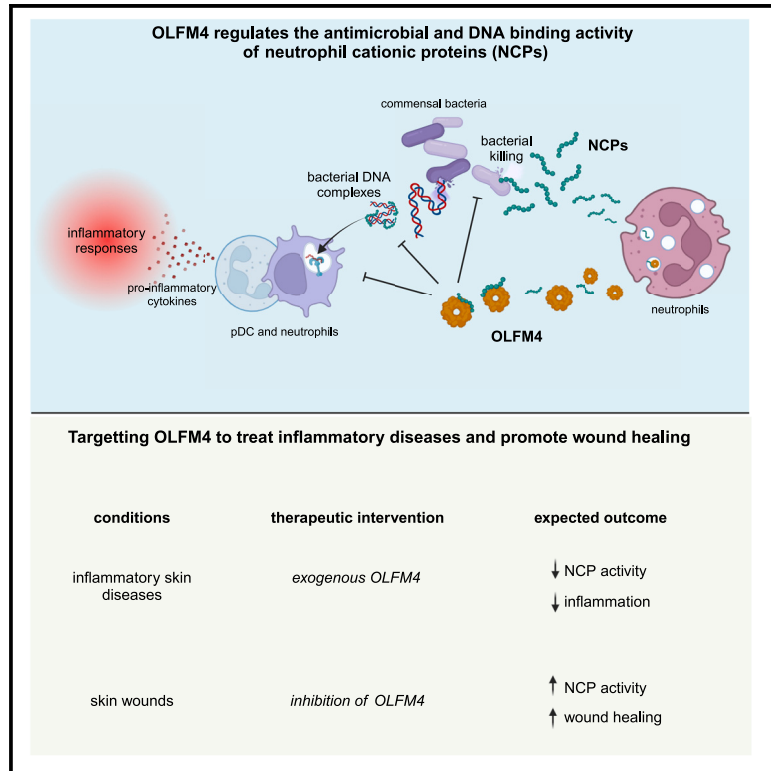 OLFM4 regulates the antimicrobial and DNA binding activity
of neutrophil cationic proteins (NCPs)
commensal bacteria
bacterial
killing
NCPs
bacterial DNA
complexes
inflammatory
responses
pro-inflammatory
cytokines
pDC and neutrophils
OLFM4
neutrophils
Targetting OLFM4 to treat inflammatory diseases and promote wound healing
conditions
therapeutic intervention
expected outcome
inflammatory skin
diseases
exogenous OLFM4
↓ NCP activity
↓ inflammation
skin wounds
inhibition of OLFM4
↑ NCP activity
↑ wound healing